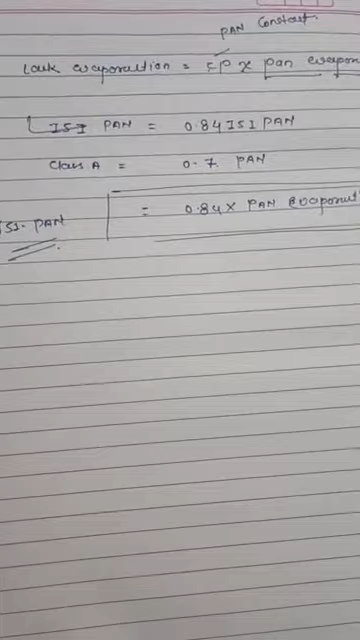 PAN Constant
Lake evaporation = CP x pan evapor
ISI PAN = 0.84 ISI PAN
Class A = 0.7 PAN
ISI. PAN = 0.84 X PAN Evaporat